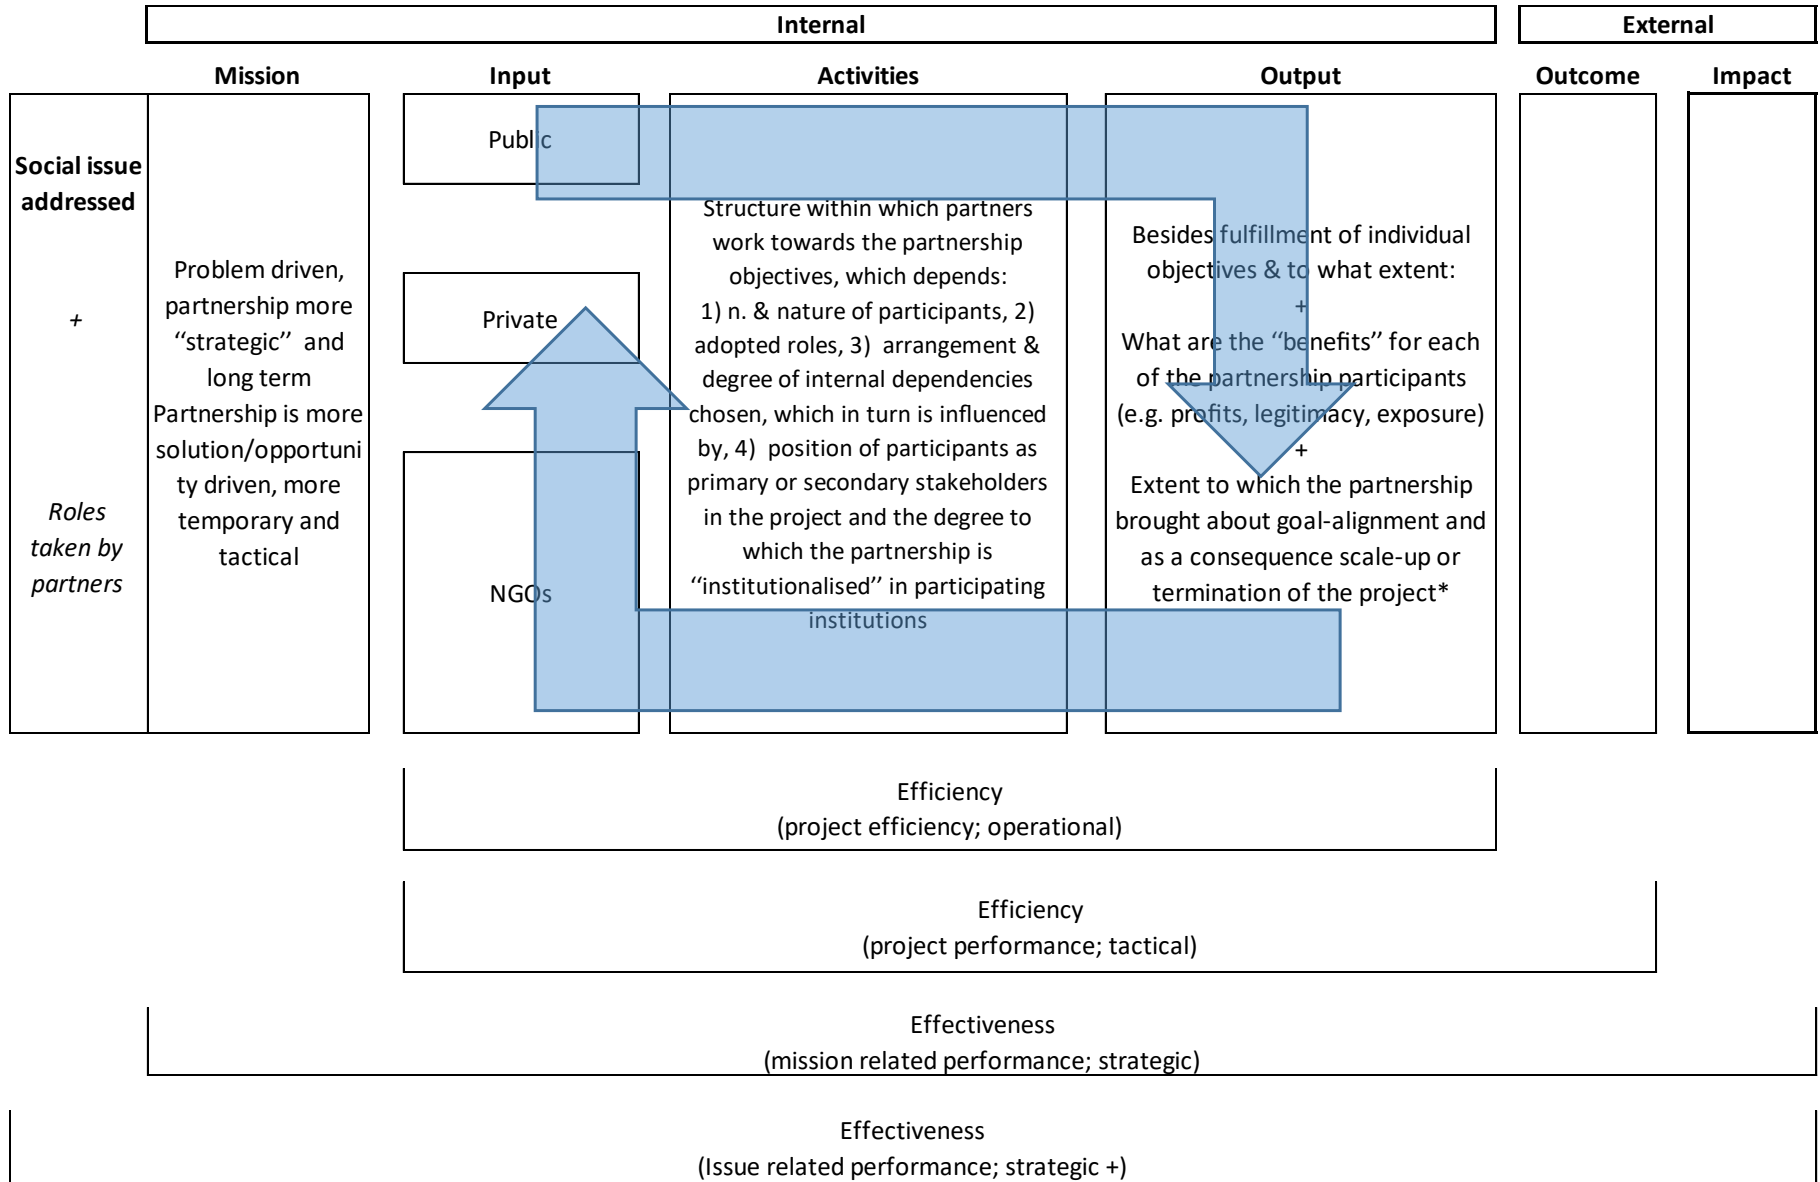 Internal
External
Mission
Input
Activities
Output
Outcome
Impact
Social issue
addressed
+
Roles
taken by
partners
Problem driven,
partnership more
‘‘strategic’’ and
long term
Partnership is more
solution/opportuni
ty driven, more
temporary and
tactical
Public
Private
NGOs
Structure within which partners
work towards the partnership
objectives, which depends:
1) n. & nature of participants, 2)
adopted roles, 3) arrangement &
degree of internal dependencies
chosen, which in turn is influenced
by, 4) position of participants as
primary or secondary stakeholders
in the project and the degree to
which the partnership is
‘‘institutionalised’’ in participating
institutions
Besides fulfillment of individual
objectives & to what extent:
+
What are the ‘‘benefits’’ for each
of the partnership participants
(e.g. profits, legitimacy, exposure)
+
Extent to which the partnership
brought about goal-alignment and
as a consequence scale-up or
termination of the project*
Efficiency
(project efficiency; operational)
Efficiency
(project performance; tactical)
Effectiveness
(mission related performance; strategic)
Effectiveness
(Issue related performance; strategic +)